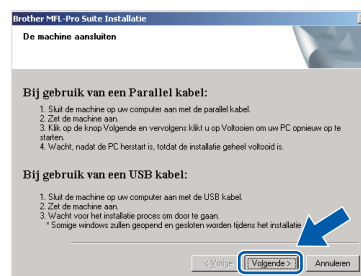 Brother MFL-Pro Suite Installatie
De machine aansluiten
Bij gebruik van een Parallel kabel:
1. Sluit de machine op uw computer aan met de parallel kabel.
2. Zet de machine aan.
3. Klik op de knop Volgende en vervolgens klikt u op Voltooien om uw PC opnieuw op te
starten.
4. Wacht, nadat de PC herstart is, totdat de installatie geheel voltooid is.
Bij gebruik van een USB kabel:
1. Sluit de machine op uw computer aan met de USB kabel.
2. Zet de machine aan.
3. Wacht voor het installatie proces om door te gaan.
* Somige windows zullen geopend en gesloten worden tijdens het installatie
< Vorige Volgende > Annuleren